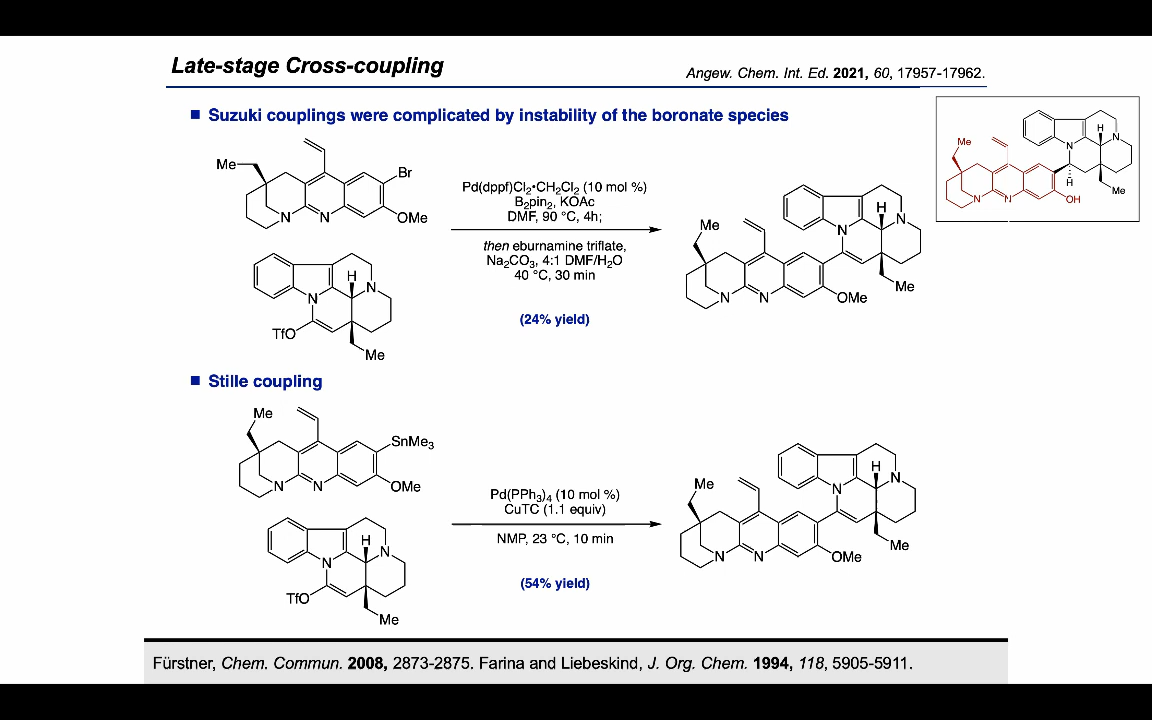 Late-stage Cross-coupling
Angew. Chem. Int. Ed. 2021, 60, 17957-17962.
■ Suzuki couplings were complicated by instability of the boronate species
Me
Br
N
N
OMe
H
N
N
TfO
Me
Pd(dppf)Cl₂•CH₂Cl₂ (10 mol %)
B₂pin₂, KOAc
DMF, 90 °C, 4h;
then eburnamine triflate,
Na₂CO₃, 4:1 DMF/H₂O
40 °C, 30 min
(24% yield)
Me
N
N
OMe
H
N
N
Me
Me
N
N
OH
H
N
N
H
Me
■ Stille coupling
Me
SnMe₃
N
N
OMe
H
N
N
TfO
Me
Pd(PPh₃)₄ (10 mol %)
CuTC (1.1 equiv)
NMP, 23 °C, 10 min
(54% yield)
Me
N
N
OMe
H
N
N
Me
Fürstner, Chem. Commun. 2008, 2873-2875. Farina and Liebeskind, J. Org. Chem. 1994, 118, 5905-5911.